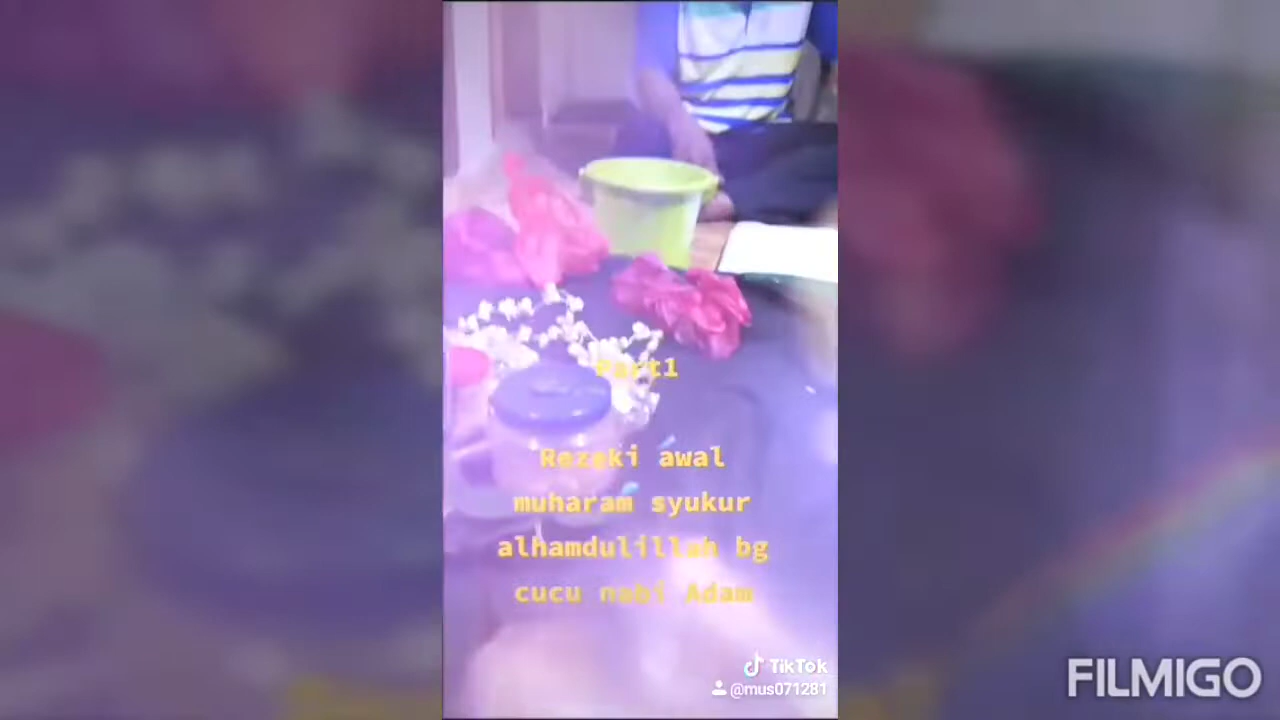 Part1
Rezeki awal
muharam syukur
alhamdulillah bg
cucu nabi Adam
TikTok
@mus071281
FILMIGO